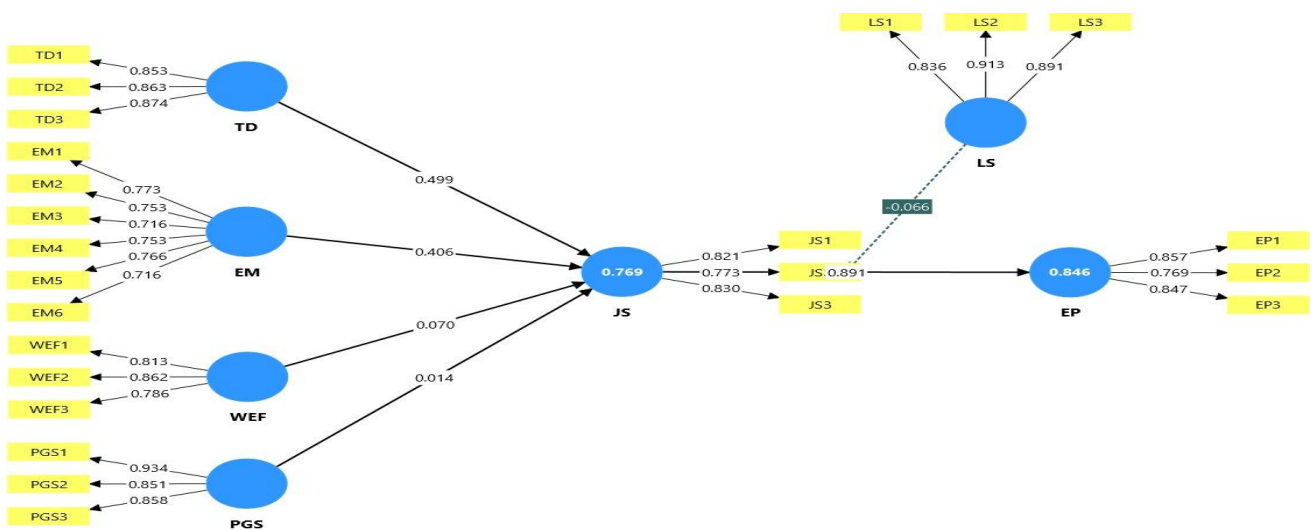 LS1 LS2 LS3
0.836 0.913 0.891
LS
TD1
TD2
TD3
0.853
0.863
0.874
TD
EM1
EM2
EM3
EM4
EM5
EM6
0.773
0.753
0.716
0.753
0.766
0.716
EM
WEF1
WEF2
WEF3
0.813
0.862
0.786
WEF
PGS1
PGS2
PGS3
0.934
0.851
0.858
PGS
0.499
0.406
0.070
0.014
0.769
JS
0.821
0.773
0.830
JS1
JS
JS3
0.891
-0.066
0.846
EP
0.857
0.769
0.847
EP1
EP2
EP3